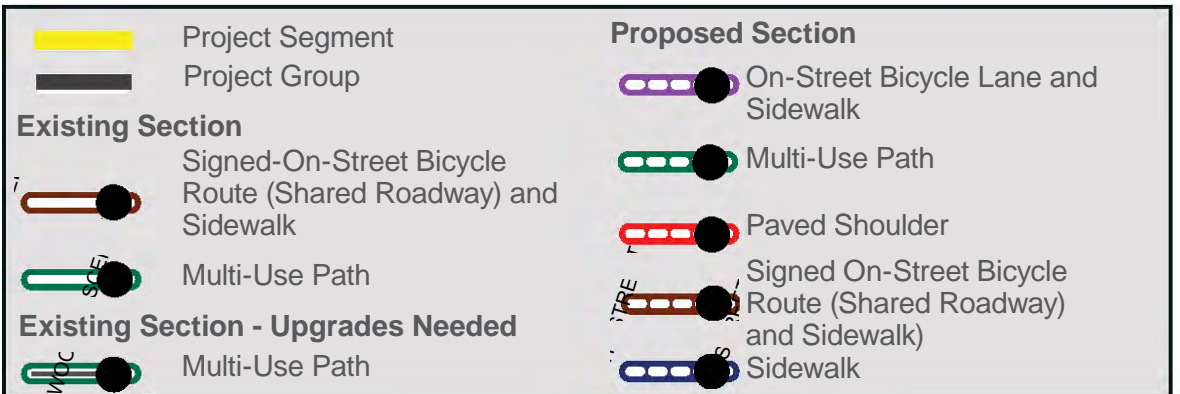 Project Segment
Project Group
Existing Section
Signed-On-Street Bicycle
Route (Shared Roadway) and
Sidewalk
Multi-Use Path
Existing Section - Upgrades Needed
Multi-Use Path
Proposed Section
On-Street Bicycle Lane and
Sidewalk
Multi-Use Path
Paved Shoulder
Signed On-Street Bicycle
Route (Shared Roadway)
and Sidewalk)
Sidewalk